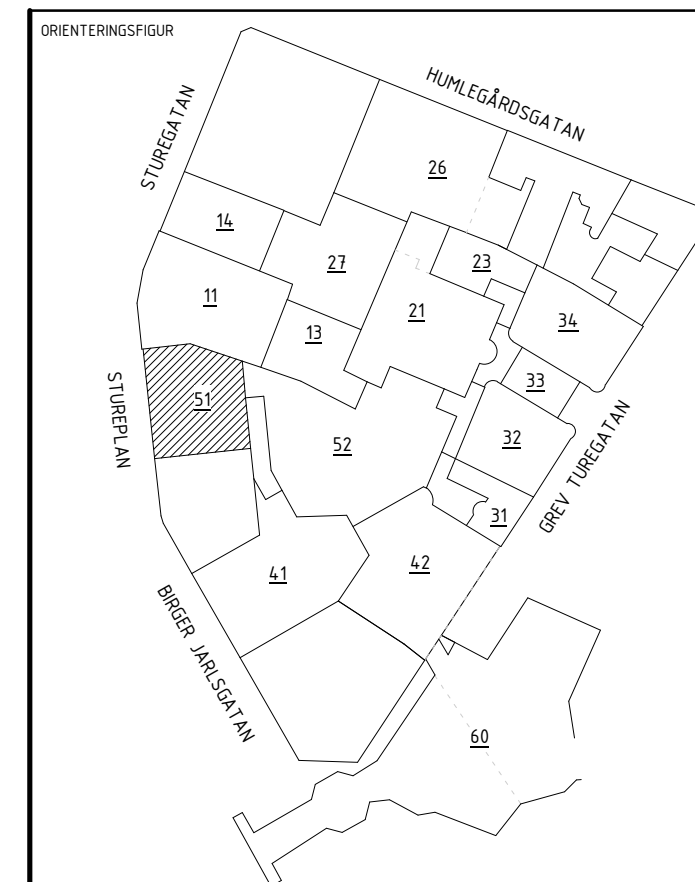 ORIENTERINGSFIGUR
HUMLEGÅRDSGATAN
STUREGATAN
26
14
27
23
11
21
13
34
33
STUREPLAN
51
32
52
GREV TUREGATAN
31
42
41
BIRGER JARLSGATAN
60